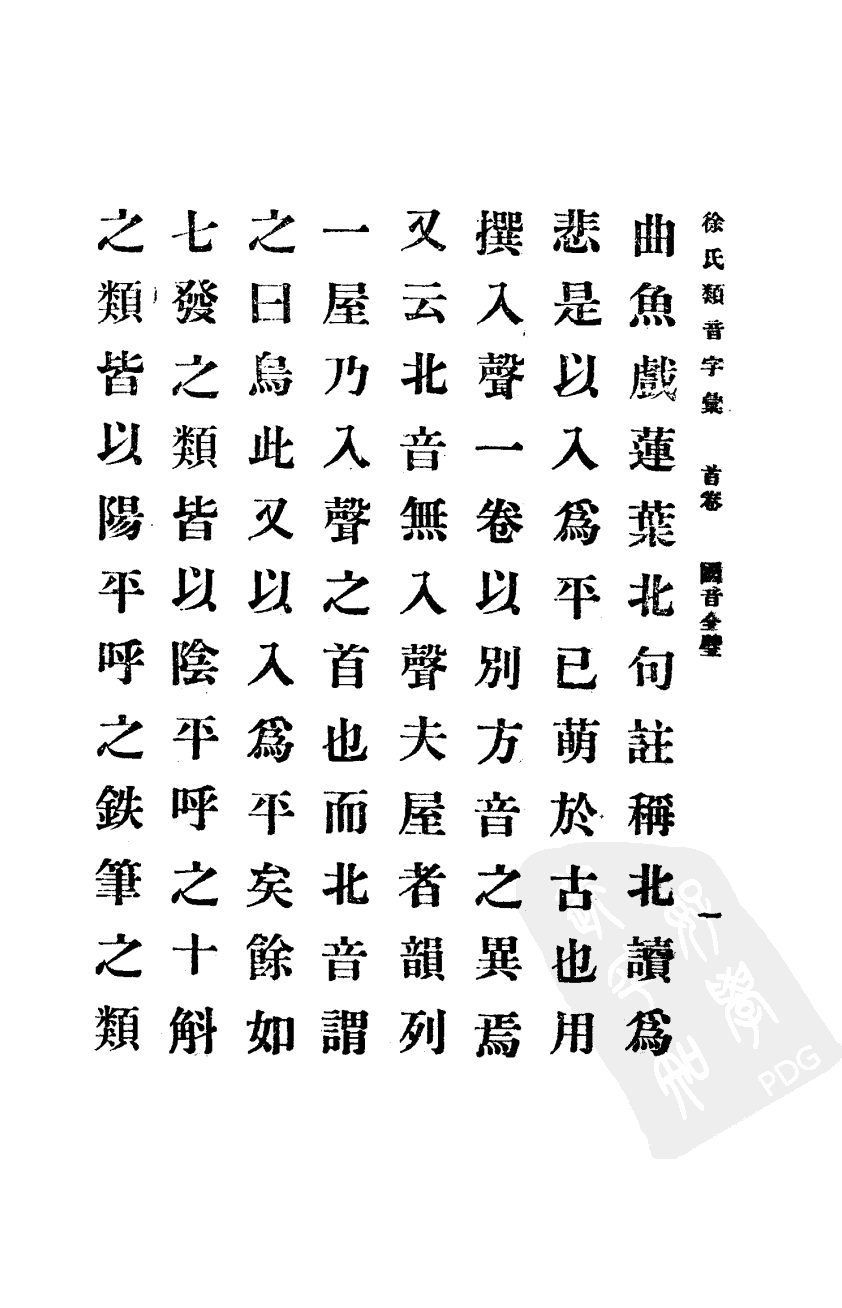 徐氏類音字彙 首卷 國音全璧 一
曲魚戲蓮葉北句註稱北讀爲
悲是以入爲平已萌於古也用
撰入聲一卷以別方音之異焉
又云北音無入聲夫屋者韻列
一屋乃入聲之首也而北音謂
之曰烏此又以入爲平矣餘如
七發之類皆以陰平呼之十斛
之類皆以陽平呼之鉄筆之類
PDG